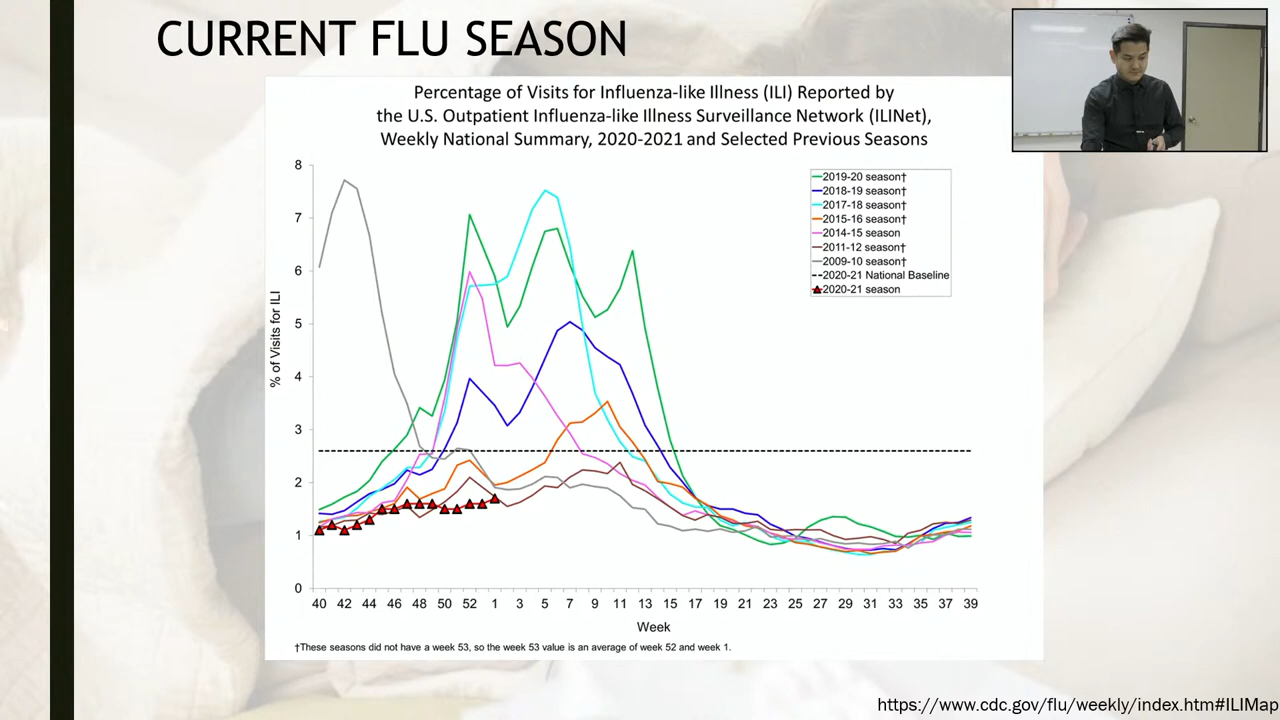 CURRENT FLU SEASON
Percentage of Visits for Influenza-like Illness (ILI) Reported by
the U.S. Outpatient Influenza-like Illness Surveillance Network (ILINet),
Weekly National Summary, 2020-2021 and Selected Previous Seasons
% of Visits for ILI
8
7
6
5
4
3
2
1
0
2019-20 season†
2018-19 season†
2017-18 season†
2015-16 season†
2014-15 season
2011-12 season†
2009-10 season†
2020-21 National Baseline
2020-21 season
40 42 44 46 48 50 52 1 3 5 7 9 11 13 15 17 19 21 23 25 27 29 31 33 35 37 39
Week
†These seasons did not have a week 53, so the week 53 value is an average of week 52 and week 1.
https://www.cdc.gov/flu/weekly/index.htm#ILIMap